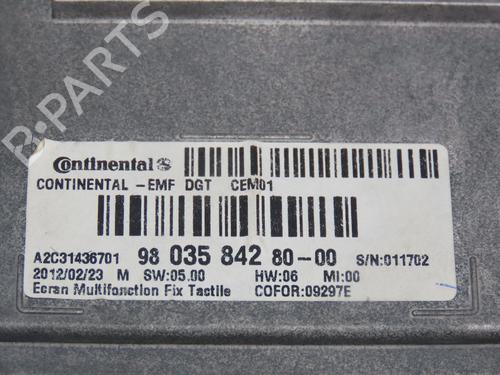 B-PARTS
Continental
CONTINENTAL -EMF DGT CEM01
A2C31436701 98 035 842 80-00 S/N:011702
2012/02/23 M SW:05.00 HW:06 MI:00
Ecran Multifonction Fix Tactile COFOR:09297E